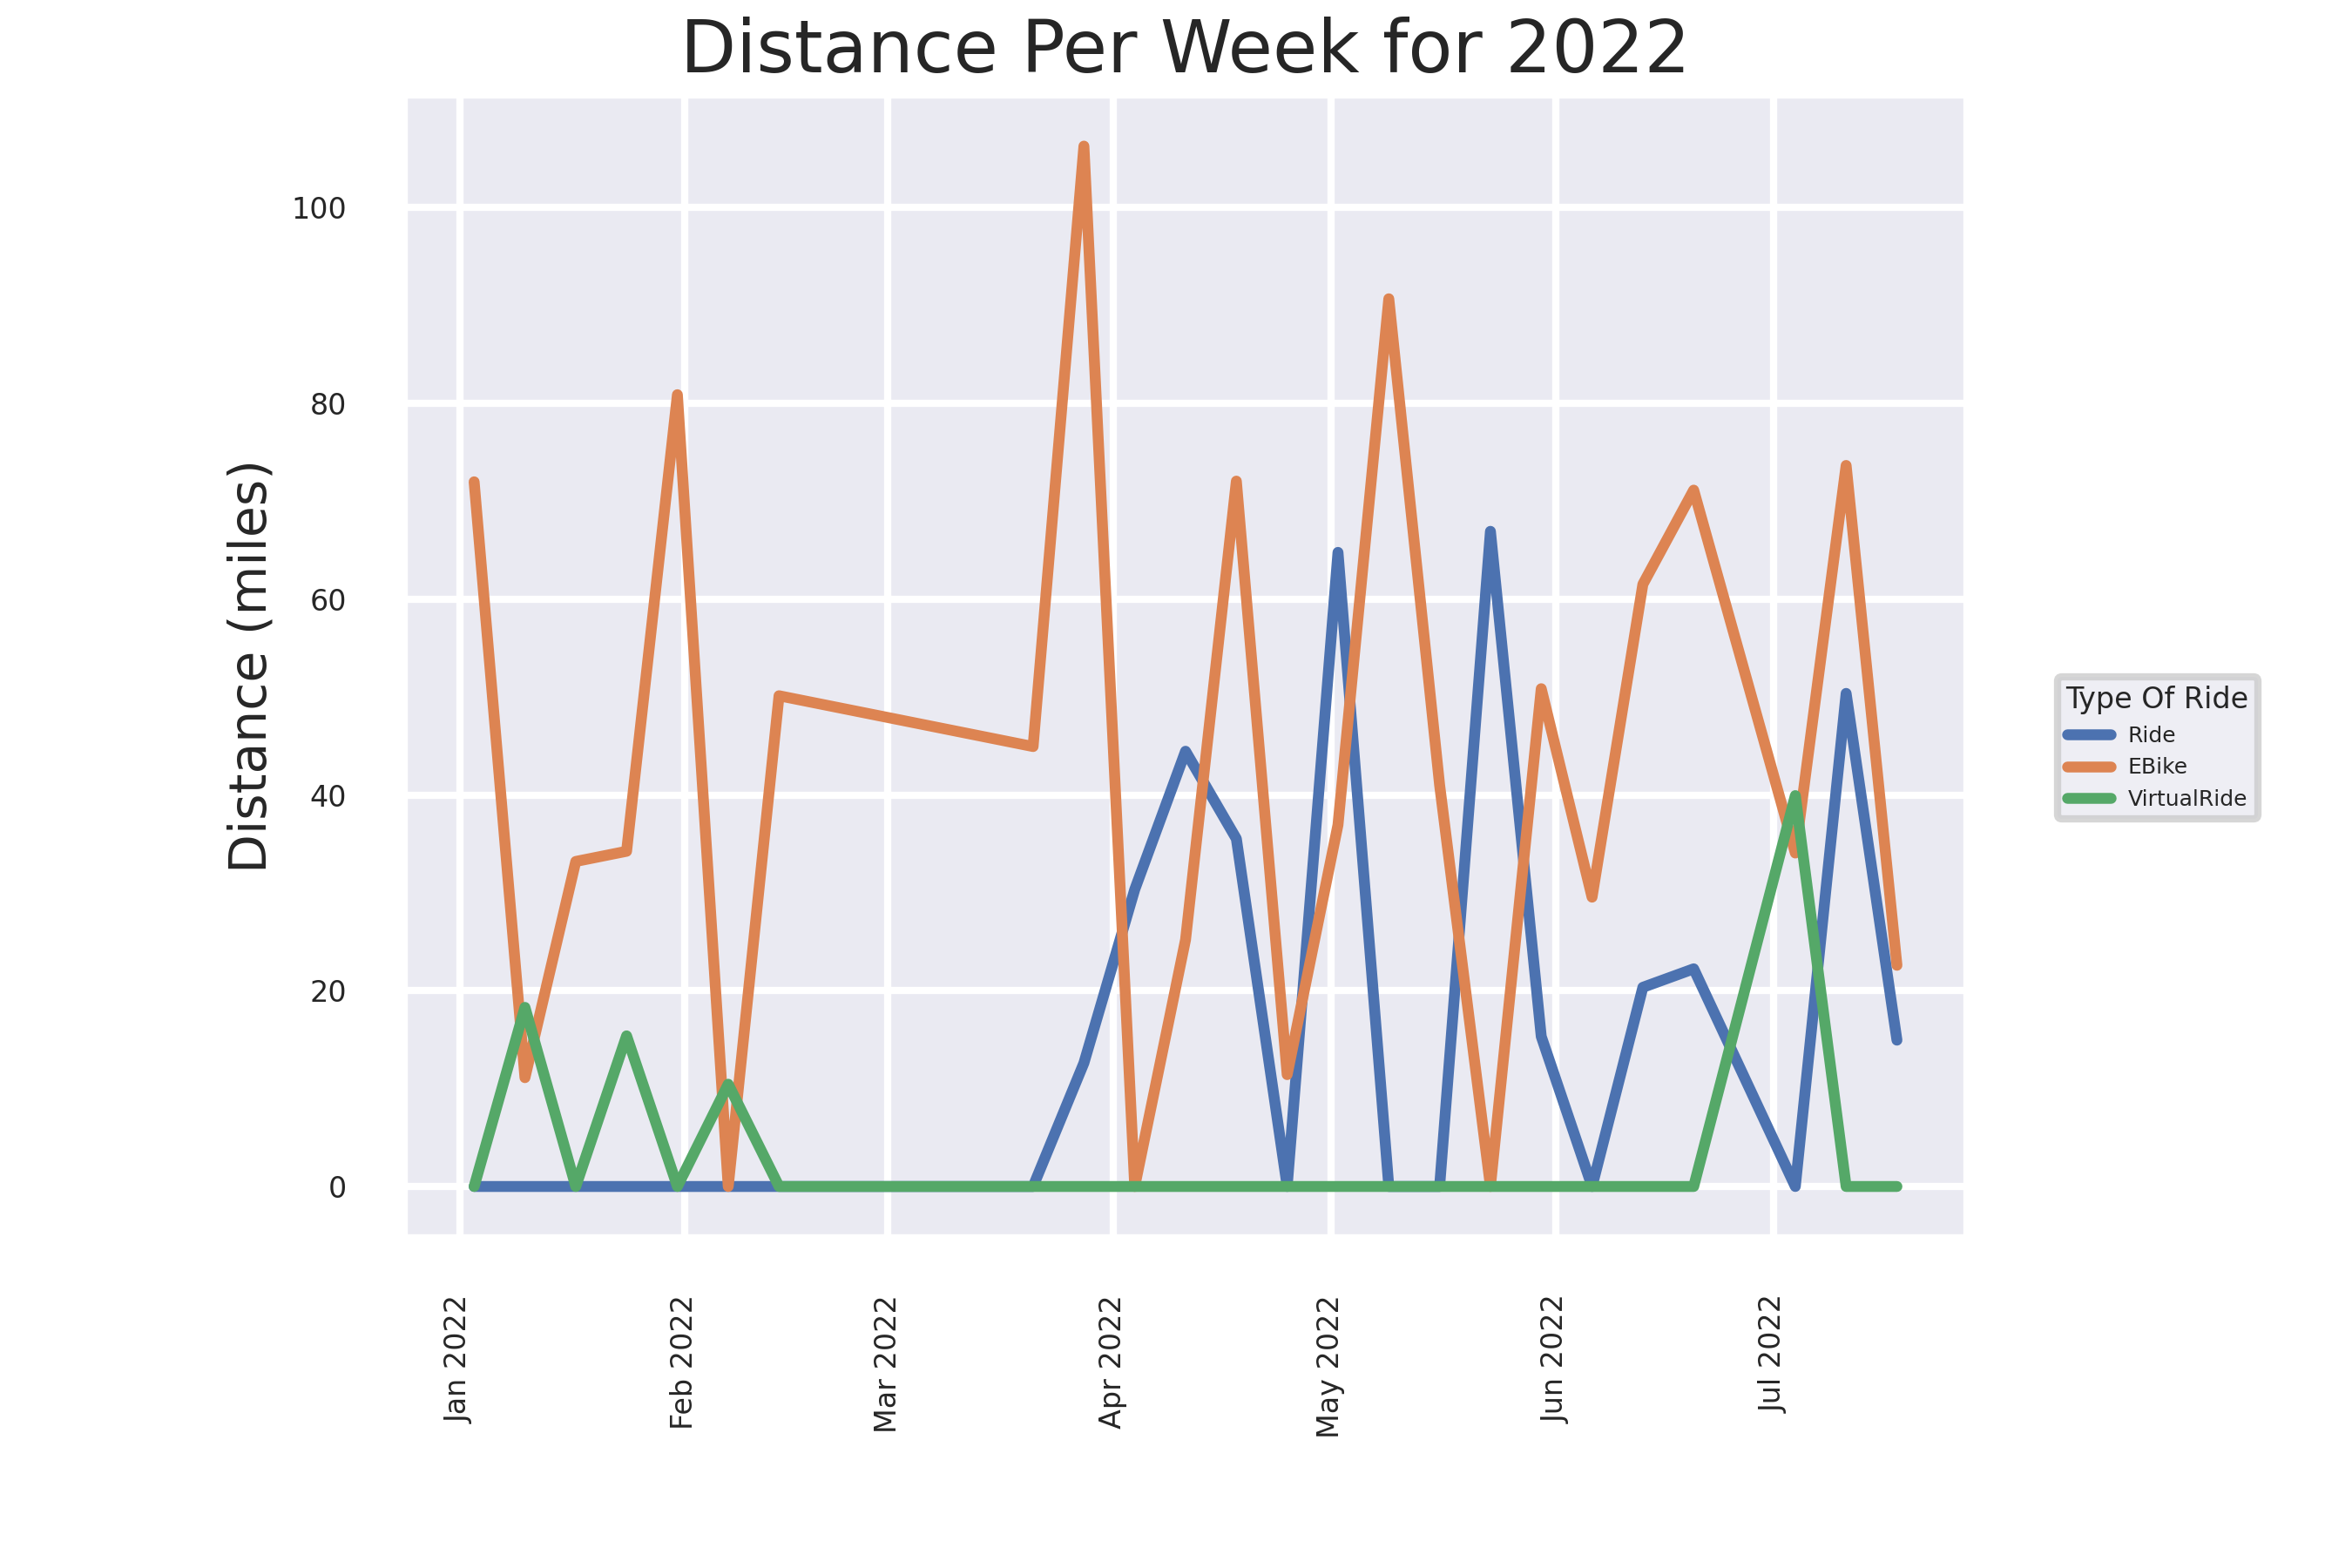 Distance Per Week for 2022
Distance (miles)
100
80
60
40
20
0
Jan 2022
Feb 2022
Mar 2022
Apr 2022
May 2022
Jun 2022
Jul 2022
Type Of Ride
Ride
EBike
VirtualRide